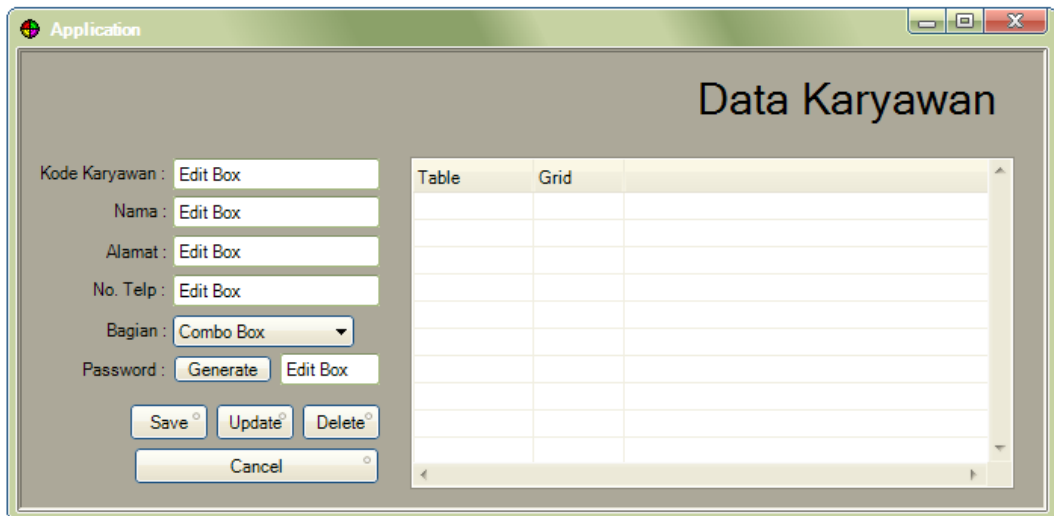 Application
Data Karyawan
Kode Karyawan : Edit Box
Nama : Edit Box
Alamat : Edit Box
No. Telp : Edit Box
Bagian : Combo Box
Password : Generate Edit Box
Save Update Delete
Cancel
Table Grid